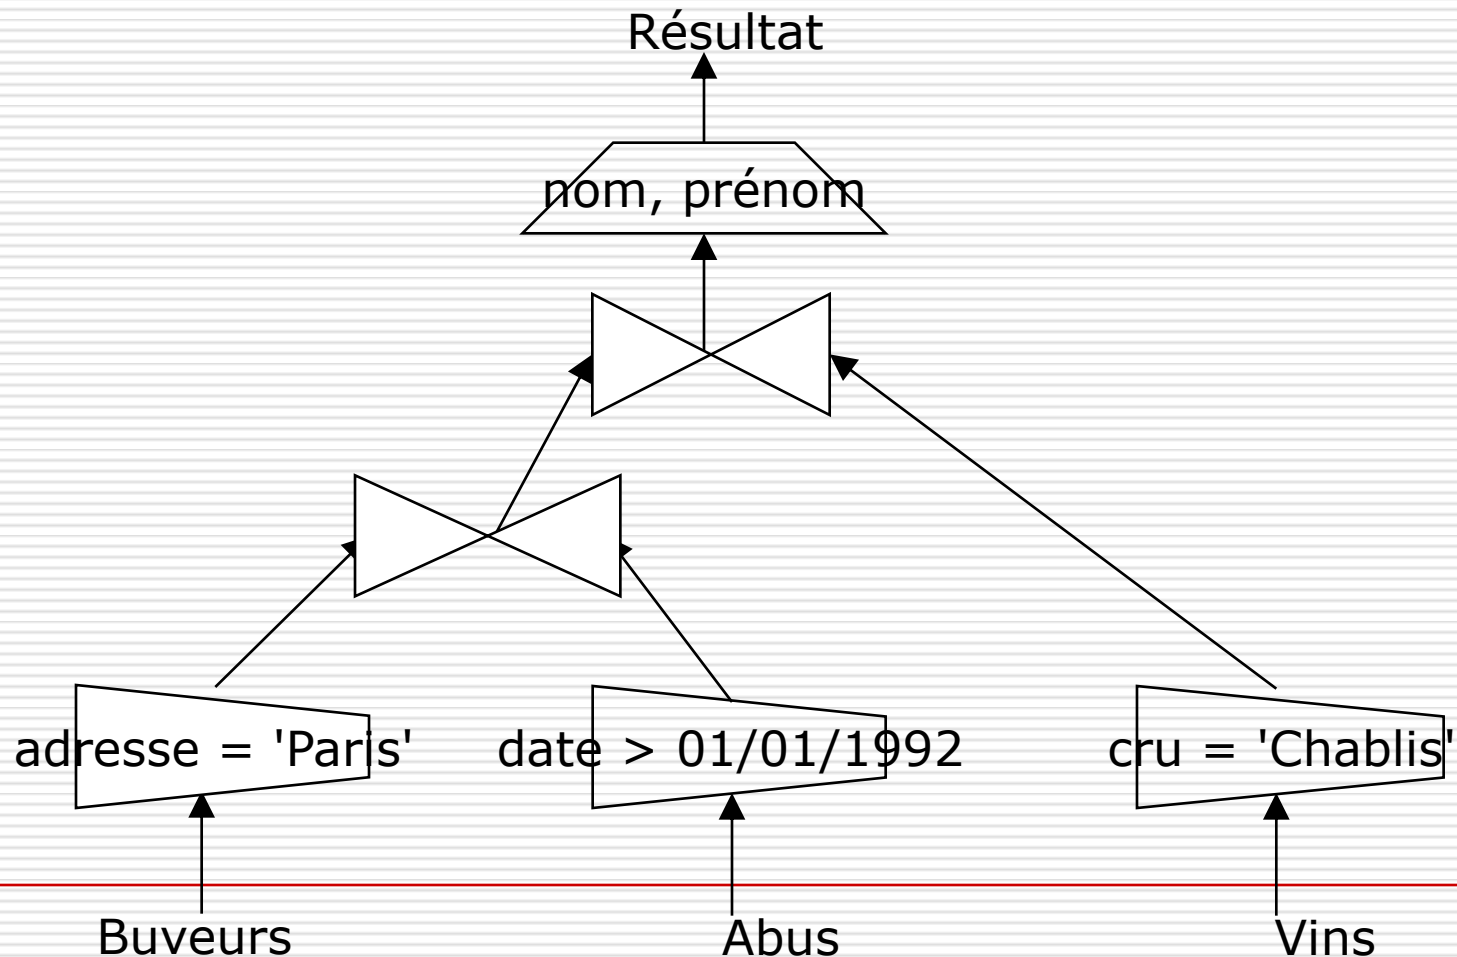 Résultat
nom, prénom
adresse = 'Paris'
date > 01/01/1992
cru = 'Chablis'
Buveurs
Abus
Vins